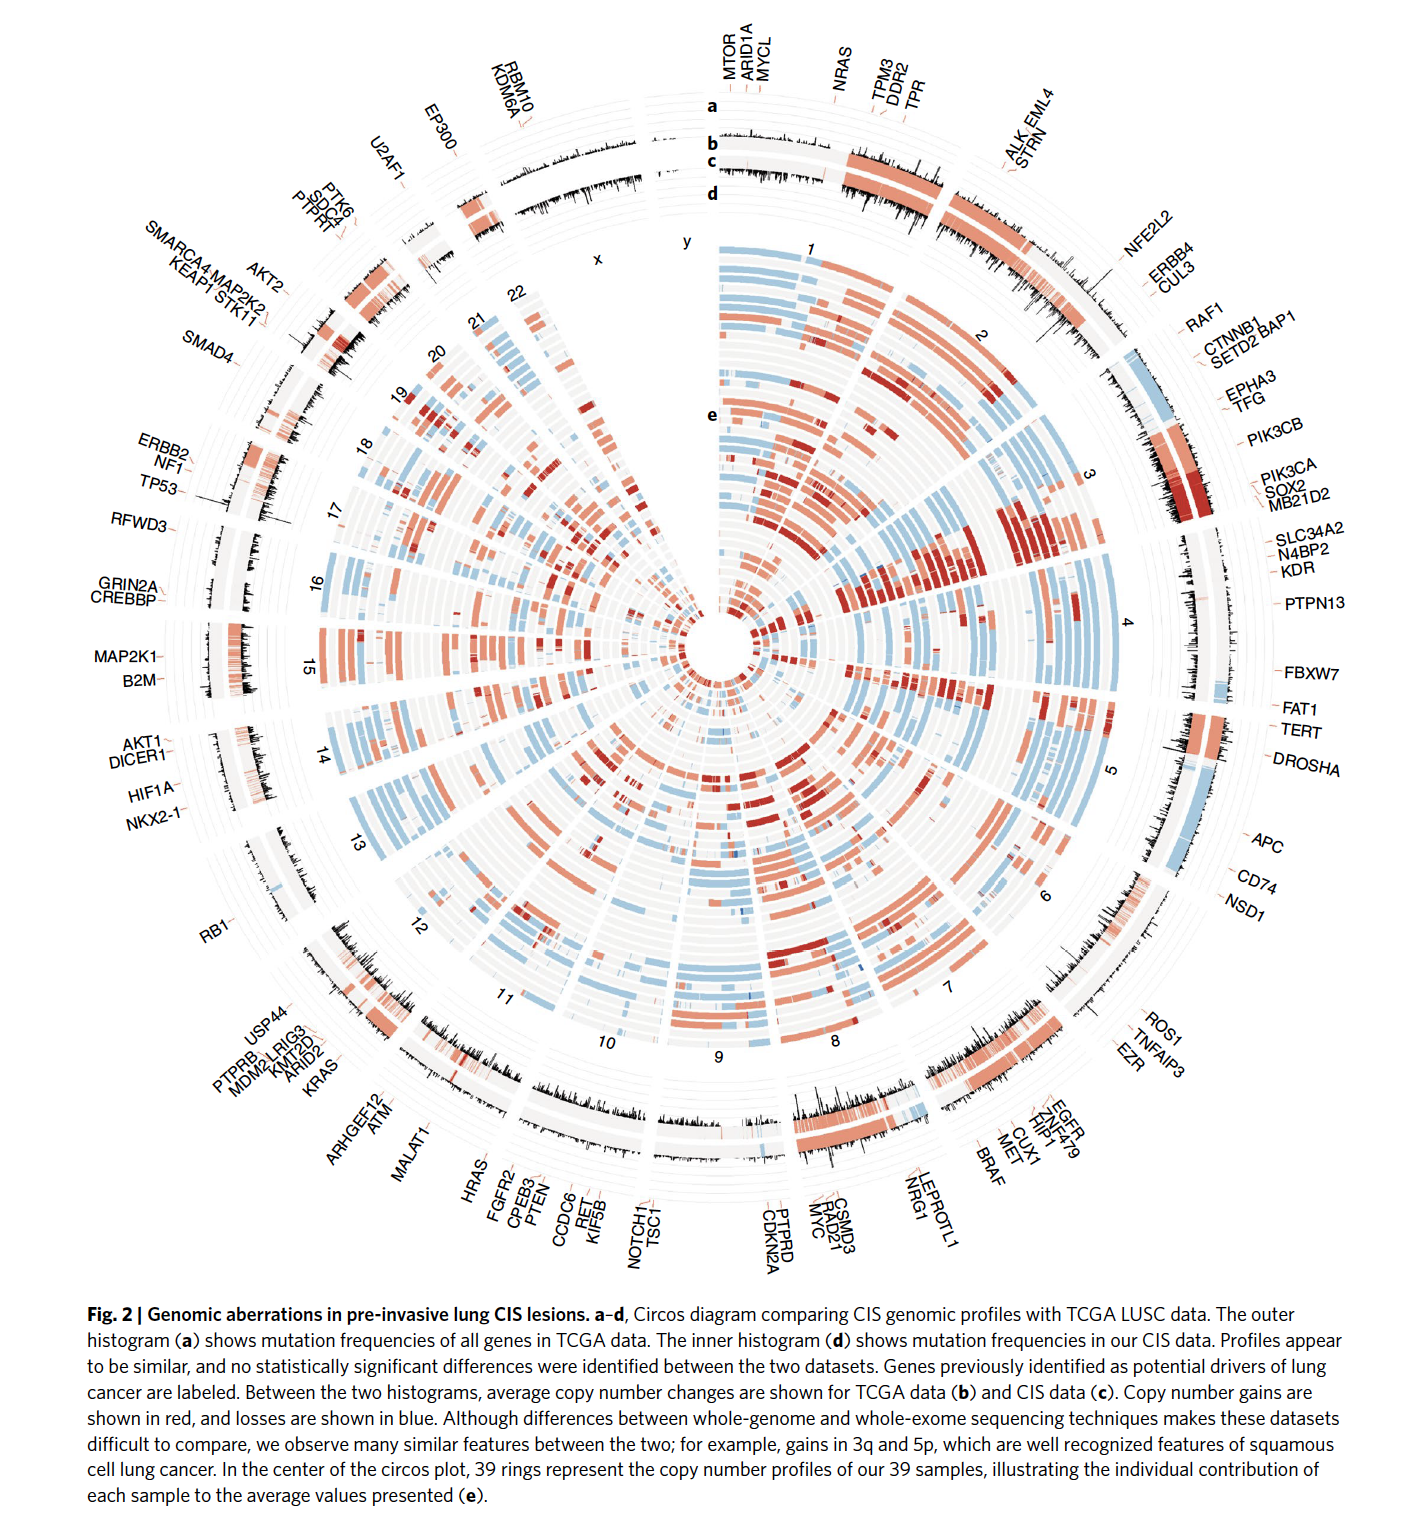 MTOR
ARID1A
MYCL
NRAS
TPM3
DDR2
TPR
ALK
EML4
STRN
NFE2L2
ERBB4
CUL3
RAF1
CTNNB1
SETD2
BAP1
EPHA3
TFG
PIK3CB
PIK3CA
SOX2
MB21D2
SLC34A2
N4BP2
KDR
PTPN13
FBXW7
FAT1
TERT
DROSHA
APC
CD74
NSD1
ROS1
TNFAIP3
EZR
EGFR
ZNF479
HIP1
CUX1
MET
BRAF
LEPROTL1
NRG1
CSMD3
RAD21
MYC
PTPRD
CDKN2A
TSC1
NOTCH1
KIF5B
RET
CCDC6
PTEN
CPEB3
FGFR2
HRAS
MALAT1
ATM
ARHGEF12
KRAS
ARID2
KMT2D
LRIG3
MDM2
PTPRB
USP44
RB1
NKX2-1
HIF1A
DICER1
AKT1
B2M
MAP2K1
CREBBP
GRIN2A
RFWD3
TP53
NF1
ERBB2
SMAD4
KEAP1
STK11
SMARCA4
MAP2K2
AKT2
PTPRT
SDC4
PTK6
U2AF1
EP300
KDM6A
RBM10
a
b
c
d
e
1
2
3
4
5
6
7
8
9
10
11
12
13
14
15
16
17
18
19
20
21
22
x
y
Fig. 2 | Genomic aberrations in pre-invasive lung CIS lesions. a–d, Circos diagram comparing CIS genomic profiles with TCGA LUSC data. The outer
histogram (a) shows mutation frequencies of all genes in TCGA data. The inner histogram (d) shows mutation frequencies in our CIS data. Profiles appear
to be similar, and no statistically significant differences were identified between the two datasets. Genes previously identified as potential drivers of lung
cancer are labeled. Between the two histograms, average copy number changes are shown for TCGA data (b) and CIS data (c). Copy number gains are
shown in red, and losses are shown in blue. Although differences between whole-genome and whole-exome sequencing techniques makes these datasets
difficult to compare, we observe many similar features between the two; for example, gains in 3q and 5p, which are well recognized features of squamous
cell lung cancer. In the center of the circos plot, 39 rings represent the copy number profiles of our 39 samples, illustrating the individual contribution of
each sample to the average values presented (e).